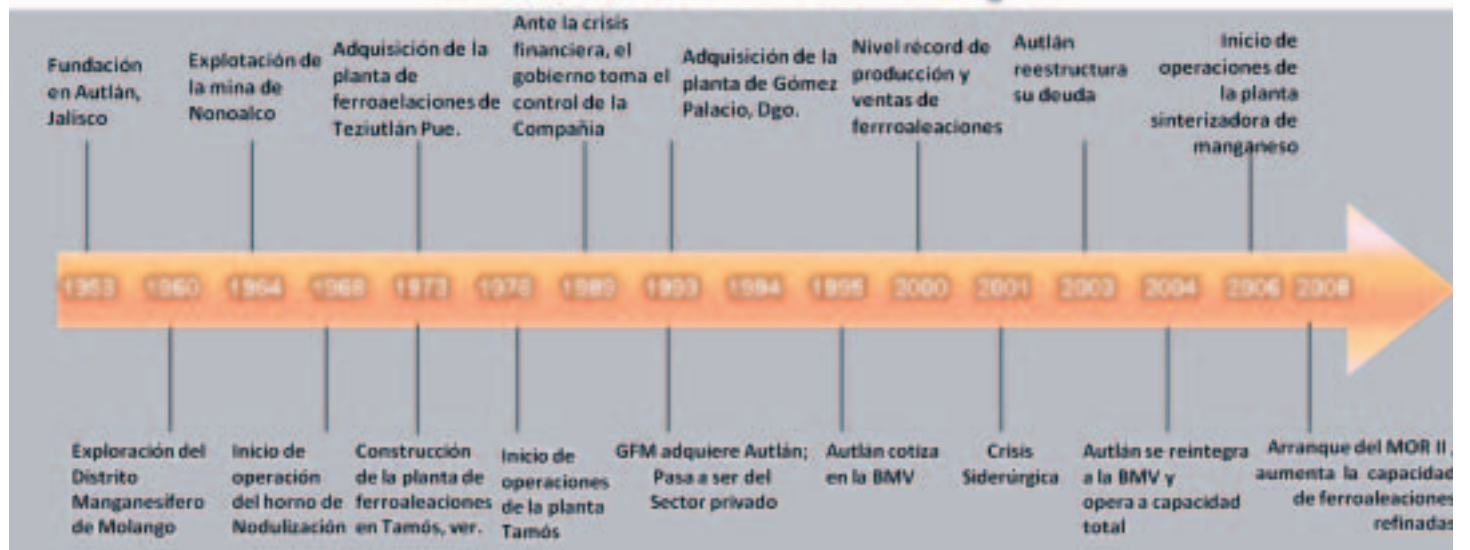 Fundación
en Autlán,
Jalisco
Explotación de
la mina de
Nonoalco
Adquisición de la
planta de
ferroaelaciones de
Teziutlán Pue.
Ante la crisis
financiera, el
gobierno toma el
control de la
Compañia
Adquisición de la
planta de Gómez
Palacio, Dgo.
Nivel récord de
producción y
ventas de
ferrroaleaciones
Autlán
reestructura
su deuda
Inicio de
operaciones de
la planta
sinterizadora de
manganeso
1953 1960 1964 1968 1973 1978 1989 1993 1994 1995 2000 2001 2003 2004 2006 2008
Exploración del
Distrito
Manganesífero
de Molango
Inicio de
operación
del horno de
Nodulización
Construcción
de la planta de
ferroaleaciones
en Tamós, ver.
Inicio de
operaciones
de la planta
Tamós
GFM adquiere Autlán;
Pasa a ser del
Sector privado
Autlán cotiza
en la BMV
Crisis
Siderúrgica
Autlán se reintegra
a la BMV y
opera a capacidad
total
Arranque del MOR II,
aumenta la capacidad
de ferroaleaciones
refinadas